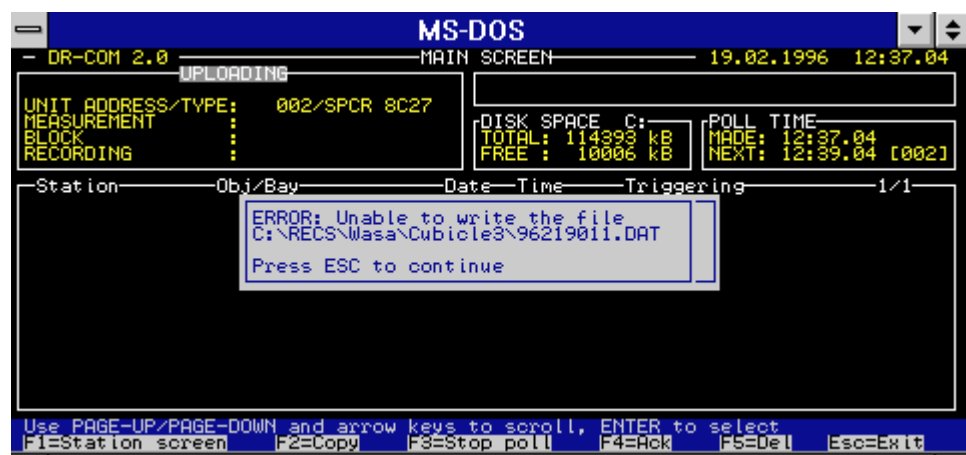 MS-DOS
DR-COM 2.0 MAIN SCREEN 19.02.1996 12:37.04
UPLOADING
UNIT ADDRESS/TYPE: 002/SPCR 8C27
MEASUREMENT :
BLOCK :
RECORDING :
DISK SPACE C:
TOTAL: 114393 kB
FREE : 10006 kB
POLL TIME
MADE: 12:37.04
NEXT: 12:39.04 [002]
Station Obj/Bay Date Time Triggering 1/1
ERROR: Unable to write the file
C:\RECS\Wasa\Cubicle3\96219011.DAT
Press ESC to continue
Use PAGE-UP/PAGE-DOWN and arrow keys to scroll, ENTER to select
F1=Station screen F2=Copy F3=Stop poll F4=Ack F5=Del Esc=Exit